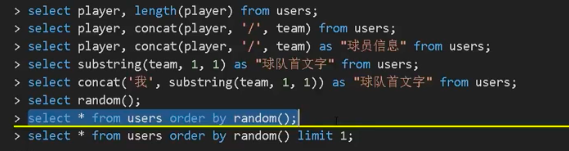 > select player, length(player) from users;
> select player, concat(player, '/', team) from users;
> select player, concat(player, '/', team) as "球员信息" from users;
> select substring(team, 1, 1) as "球队首文字" from users;
> select concat('我', substring(team, 1, 1)) as "球队首文字" from users;
> select random();
> select * from users order by random();
> select * from users order by random() limit 1;